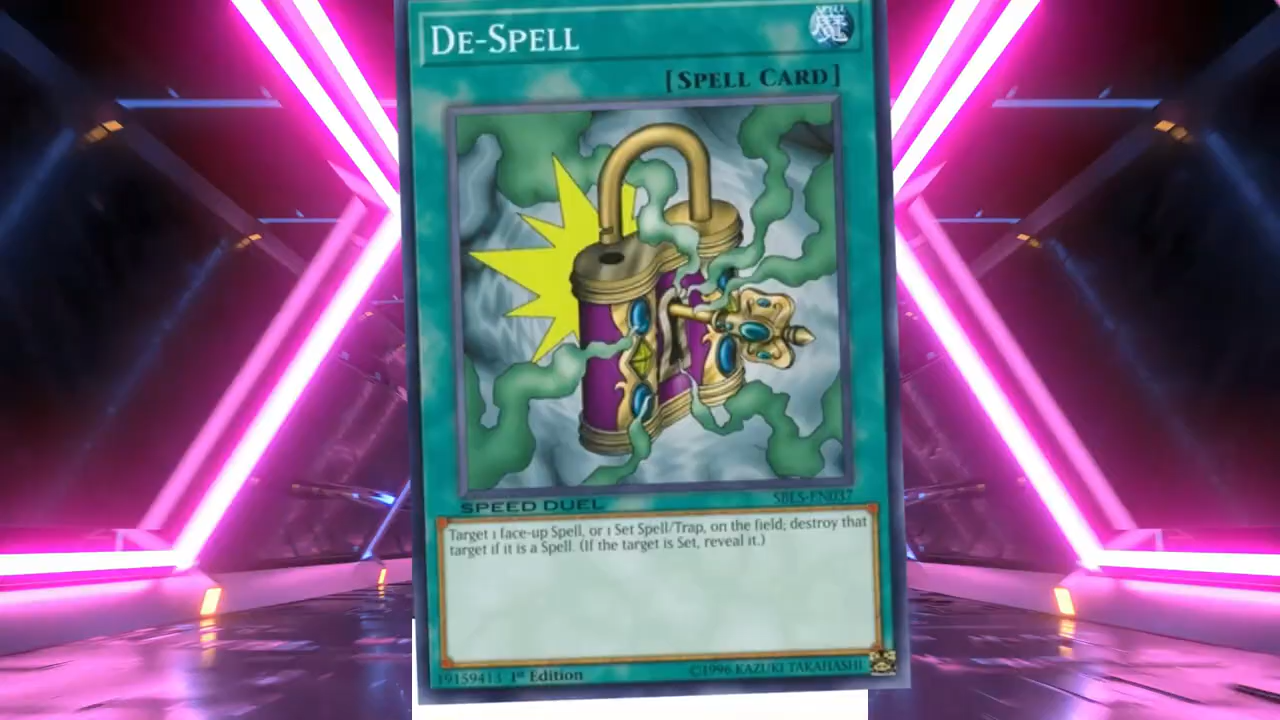 De-Spell
魔
[Spell Card]
SBLS-EN037
SPEED DUEL
Target 1 face-up Spell, or 1 Set Spell/Trap, on the field; destroy that
target if it is a Spell. (If the target is Set, reveal it.)
19159413 1st Edition
©1996 KAZUKI TAKAHASHI